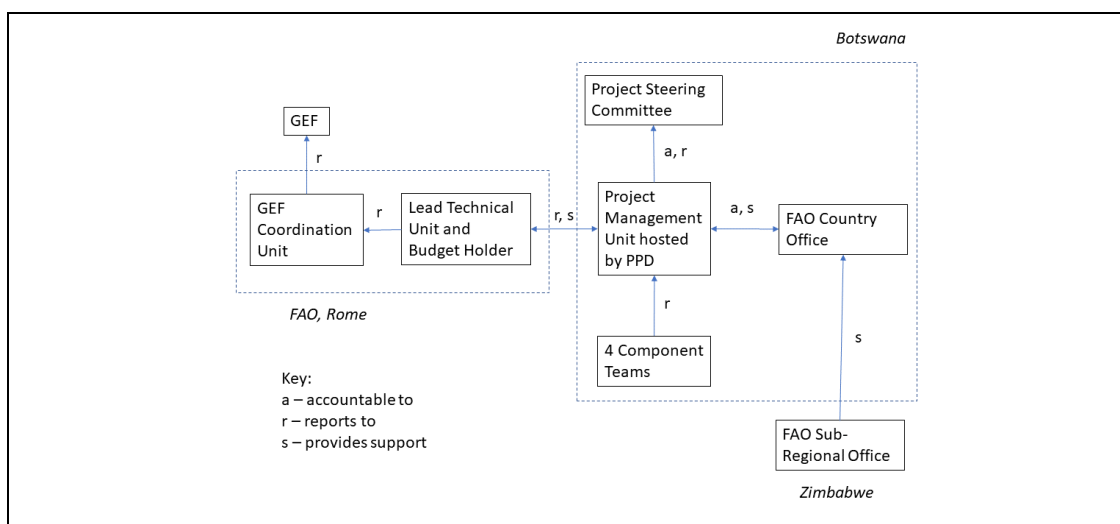 Botswana
Project Steering
Committee
GEF
r
a, r
GEF
Coordination
Unit
r
Lead Technical
Unit and
Budget Holder
r, s
Project
Management
Unit hosted
by PPD
a, s
FAO Country
Office
FAO, Rome
r
4 Component
Teams
s
Key:
a – accountable to
r – reports to
s – provides support
FAO Sub-
Regional Office
Zimbabwe